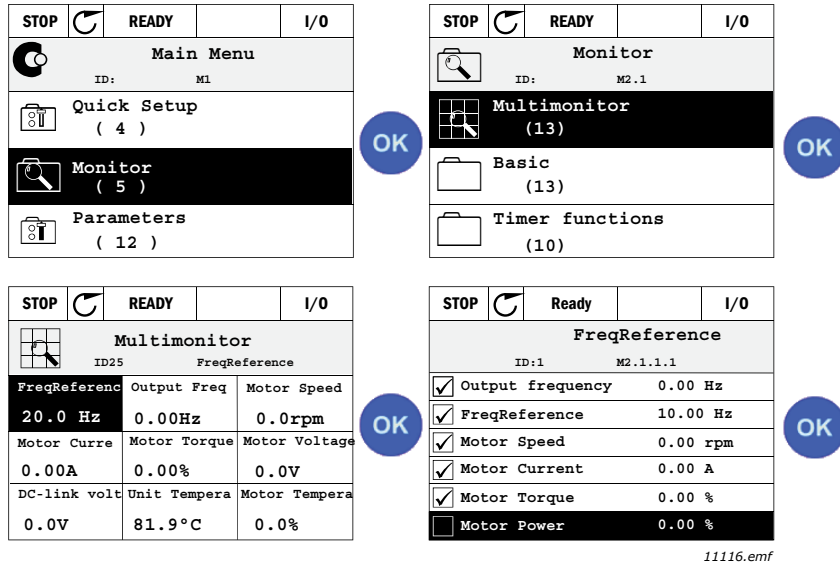 STOP READY I/O
Main Menu
ID: M1
Quick Setup
( 4 )
Monitor
( 5 )
Parameters
( 12 )
OK
STOP READY I/O
Monitor
ID: M2.1
Multimonitor
(13)
Basic
(13)
Timer functions
(10)
OK
STOP READY I/O
Multimonitor
ID25 FreqReference
FreqReferenc Output Freq Motor Speed
20.0 Hz 0.00Hz 0.0rpm
Motor Curre Motor Torque Motor Voltage
0.00A 0.00% 0.0V
DC-link volt Unit Tempera Motor Tempera
0.0V 81.9°C 0.0%
OK
STOP Ready I/O
FreqReference
ID:1 M2.1.1.1
Output frequency 0.00 Hz
FreqReference 10.00 Hz
Motor Speed 0.00 rpm
Motor Current 0.00 A
Motor Torque 0.00 %
Motor Power 0.00 %
OK
11116.emf